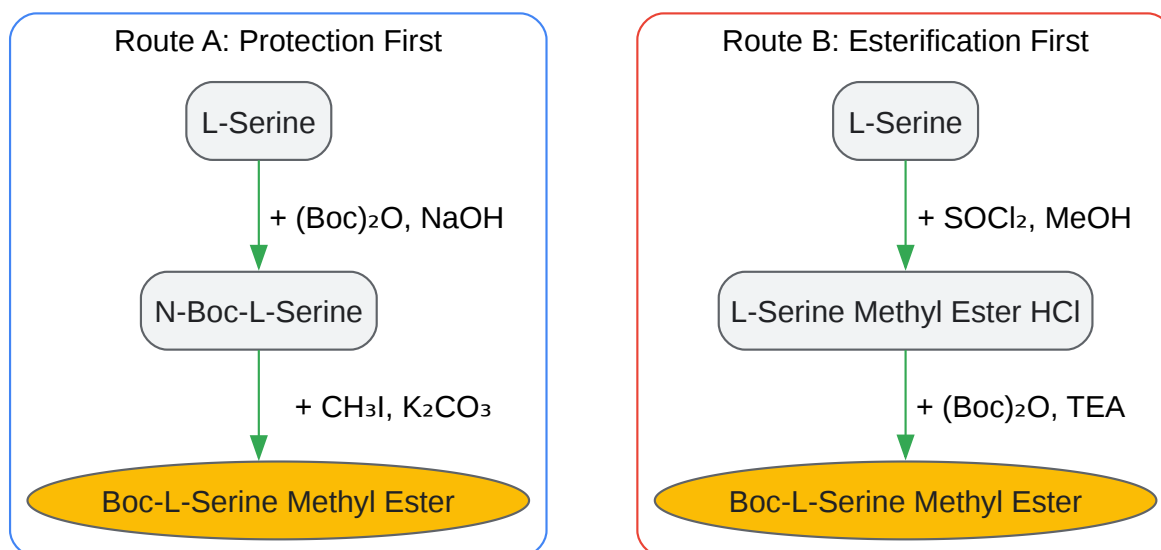 Route A: Protection First
L-Serine
+ (Boc)₂O, NaOH
N-Boc-L-Serine
+ CH₃I, K₂CO₃
Boc-L-Serine Methyl Ester
Route B: Esterification First
L-Serine
+ SOCl₂, MeOH
L-Serine Methyl Ester HCl
+ (Boc)₂O, TEA
Boc-L-Serine Methyl Ester